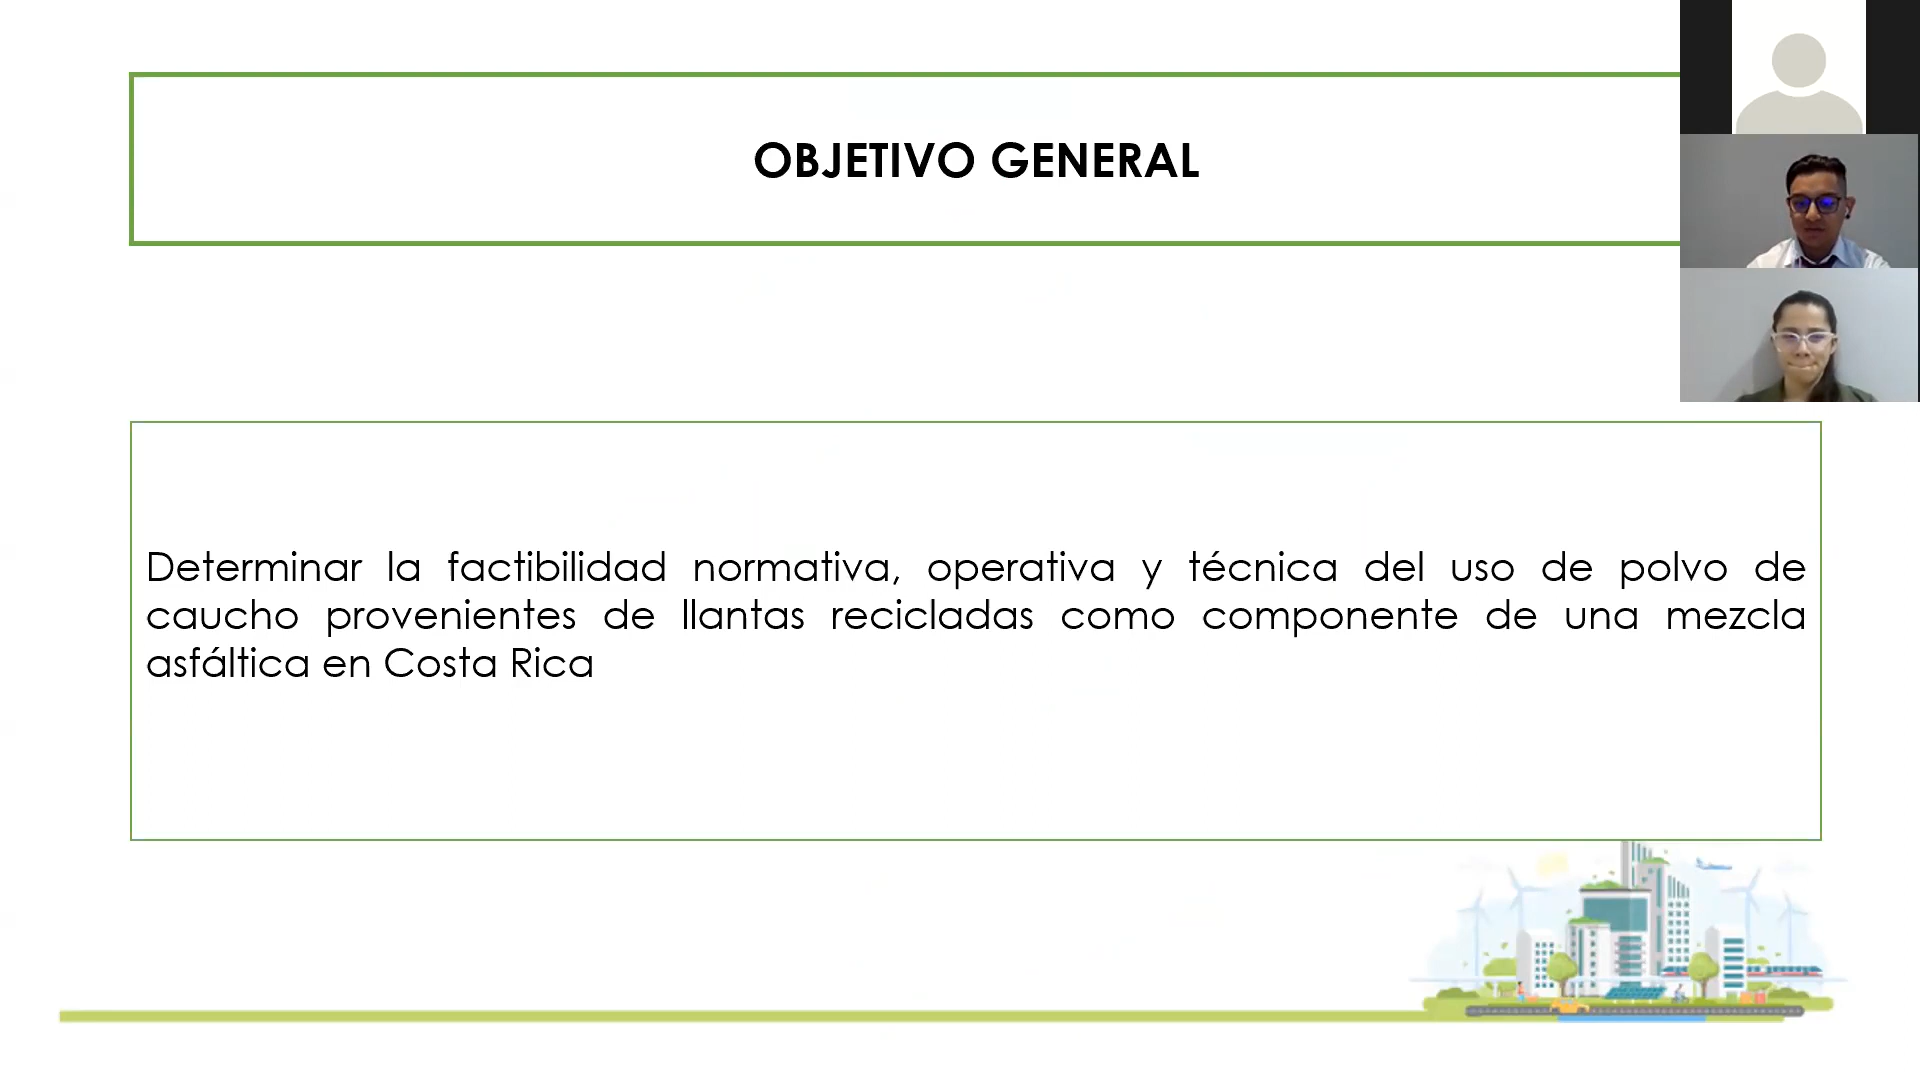 OBJETIVO GENERAL
Determinar la factibilidad normativa, operativa y técnica del uso de polvo de
caucho provenientes de llantas recicladas como componente de una mezcla
asfáltica en Costa Rica